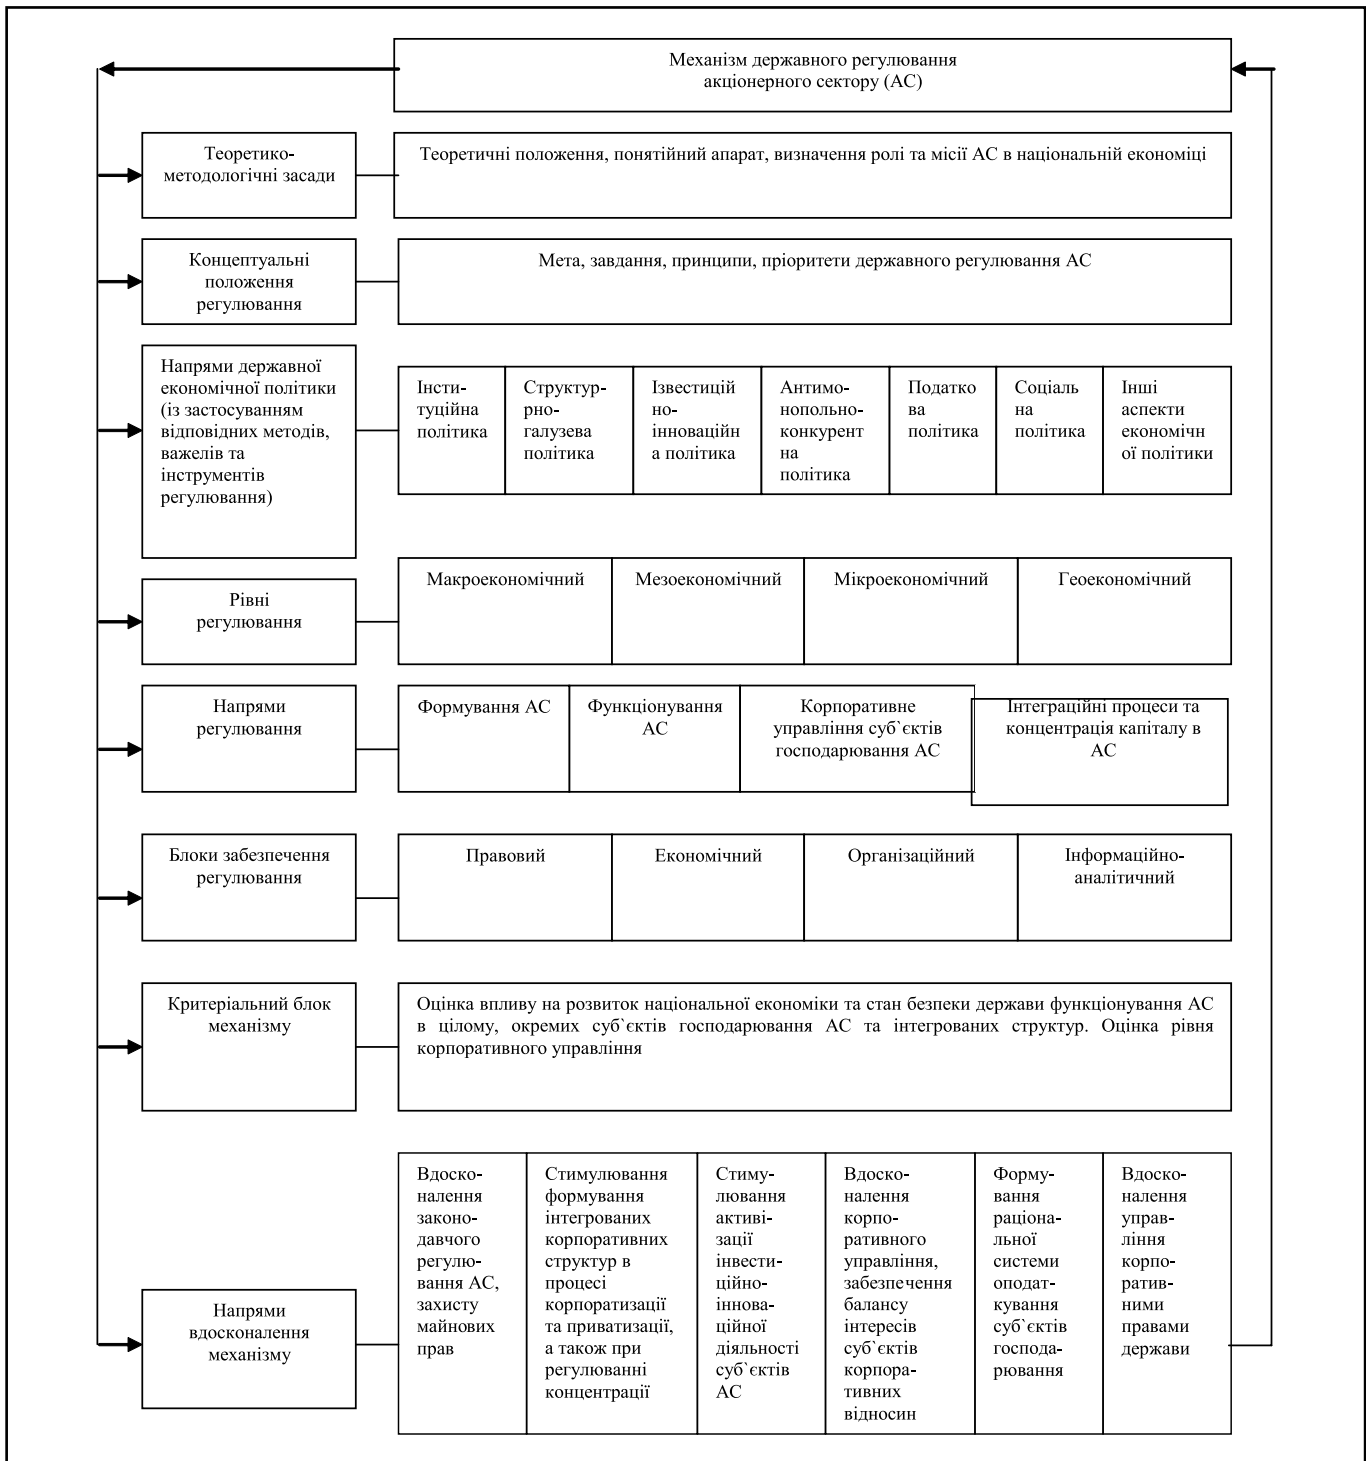 Механізм державного регулювання
акціонерного сектору (АС)
Теоретико-
методологічні засади
Теоретичні положення, понятійний апарат, визначення ролі та місії АС в національній економіці
Концептуальні
положення
регулювання
Мета, завдання, принципи, пріоритети державного регулювання АС
Напрями державної
економічної політики
(із застосуванням
відповідних методів,
важелів та
інструментів
регулювання)
Інсти-
туційна
політика
Структур-
рно-
галузева
політика
Ізвестицій
но-
інноваційн
а політика
Антимо-
нопольно-
конкурент
на
політика
Податко
ва
політика
Соціаль
на
політика
Інші
аспекти
економічн
ої політики
Рівні
регулювання
Макроекономічний
Мезоекономічний
Мікроекономічний
Геоекономічний
Напрями
регулювання
Формування АС
Функціонування
АС
Корпоративне
управління суб`єктів
господарювання АС
Інтеграційні процеси та
концентрація капіталу в
АС
Блоки забезпечення
регулювання
Правовий
Економічний
Організаційний
Інформаційно-
аналітичний
Критеріальний блок
механізму
Оцінка впливу на розвиток національної економіки та стан безпеки держави функціонування АС
в цілому, окремих суб`єктів господарювання АС та інтегрованих структур. Оцінка рівня
корпоративного управління
Напрями
вдосконалення
механізму
Вдоско-
налення
законо-
давчого
регулю-
вання АС,
захисту
майнових
прав
Стимулювання
формування
інтегрованих
корпоративних
структур в
процесі
корпоратизації
та приватизації,
а також при
регулюванні
концентрації
Стиму-
лювання
активі-
зації
інвести-
ційно-
іннова-
ційної
діяльності
суб`єктів
АС
Вдоско-
налення
корпо-
ративного
управління,
забезпечення
балансу
інтересів
суб`єктів
корпора-
тивних
відносин
Форму-
вання
раціона-
льної
системи
оподат-
кування
суб`єктів
господа-
рювання
Вдоско-
налення
управ-
ління
корпо-
ратив-
ними
правами
держави